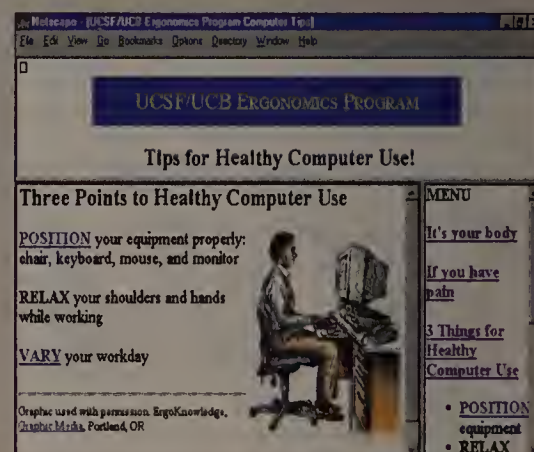 Netscape - [UCSF/UCB Ergonomics Program Computer Tips]
File Edit View Go Bookmarks Options Directory Window Help
UCSF/UCB ERGONOMICS PROGRAM
Tips for Healthy Computer Use!
Three Points to Healthy Computer Use
POSITION your equipment properly:
chair, keyboard, mouse, and monitor
RELAX your shoulders and hands
while working
VARY your workday
Graphic used with permission. ErgoKnowledge,
Graphic Media, Portland, OR
MENU
It's your body
If you have
pain
3 Things for
Healthy
Computer Use
• POSITION
equipment
• RELAX